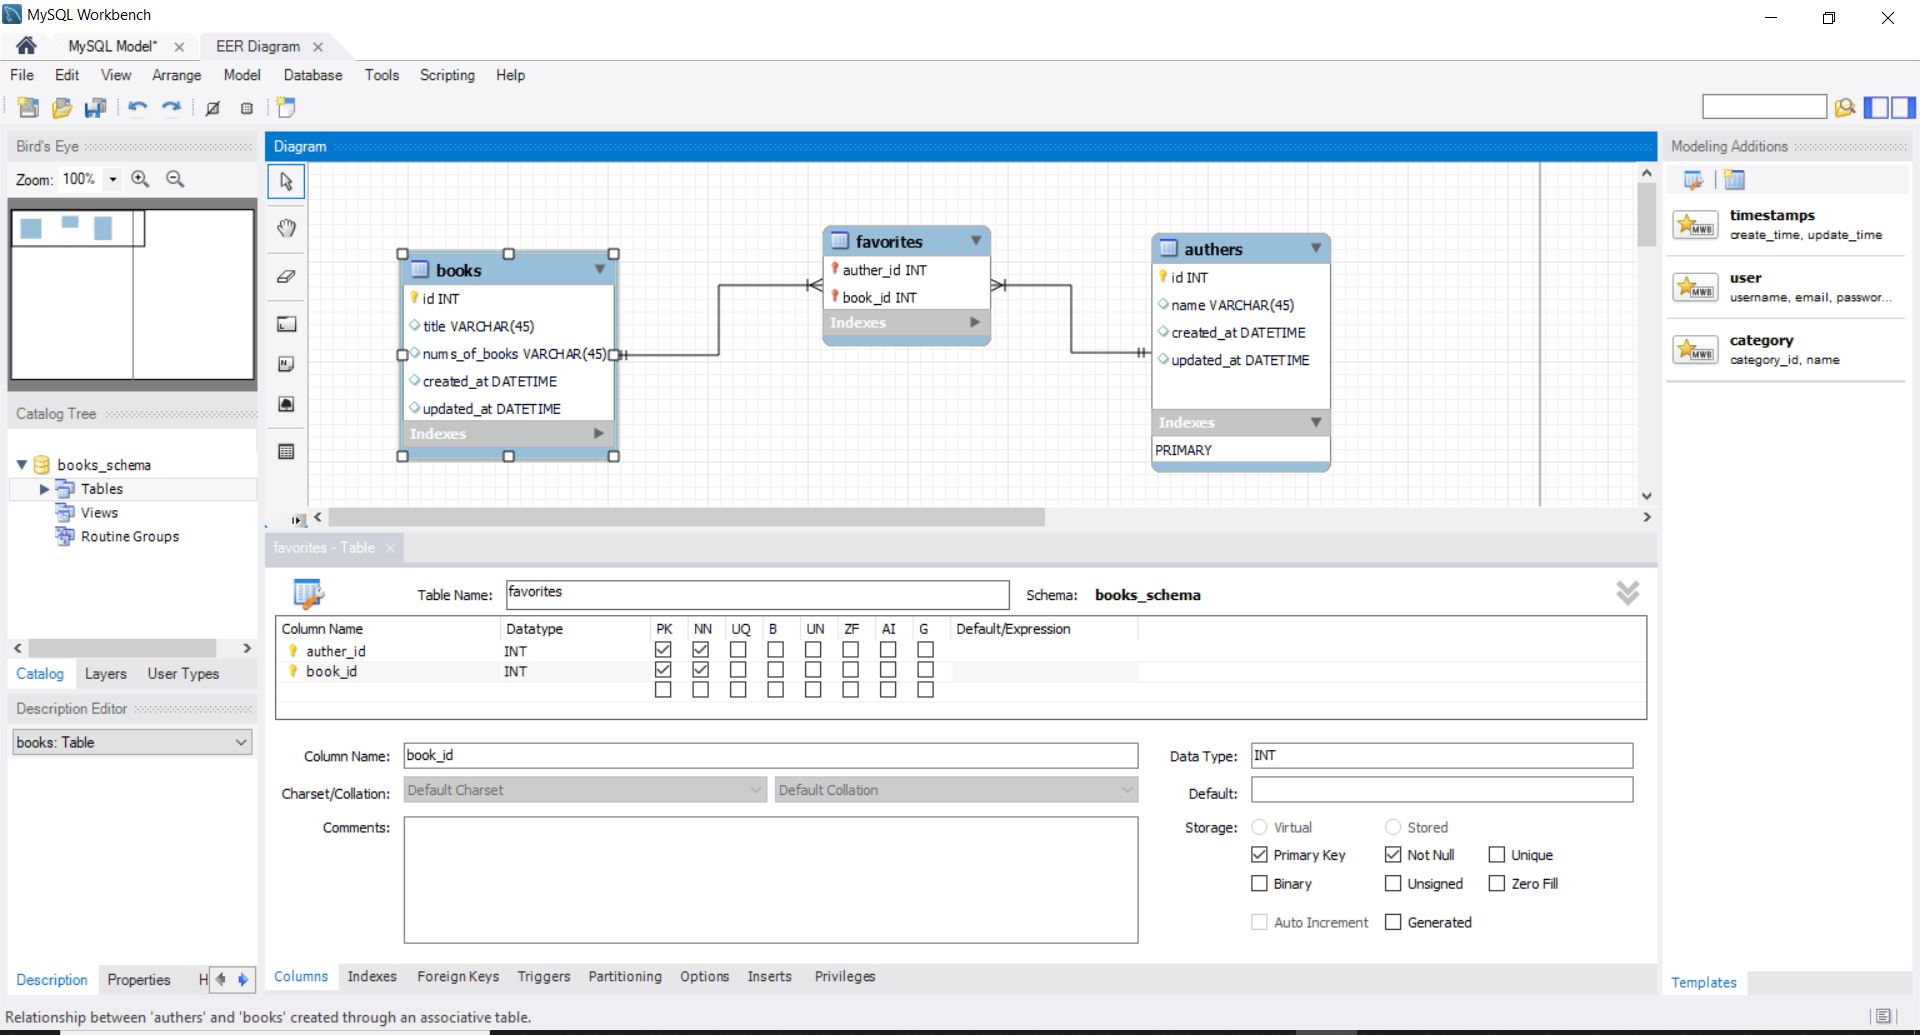 MySQL Workbench
MySQL Model*
EER Diagram
File Edit View Arrange Model Database Tools Scripting Help
Bird's Eye
Zoom: 100%
Diagram
Modeling Additions
timestamps
create_time, update_time
user
username, email, passwor...
category
category_id, name
MWB
MWB
MWB
books
id INT
title VARCHAR(45)
nums_of_books VARCHAR(45)
created_at DATETIME
updated_at DATETIME
Indexes
favorites
auther_id INT
book_id INT
Indexes
authers
id INT
name VARCHAR(45)
created_at DATETIME
updated_at DATETIME
Indexes
PRIMARY
Catalog Tree
books_schema
Tables
Views
Routine Groups
Catalog Layers User Types
Description Editor
books: Table
Description Properties H
favorites - Table
Table Name: favorites Schema: books_schema
Column Name Datatype PK NN UQ B UN ZF AI G Default/Expression
auther_id INT
book_id INT
Column Name: book_id Data Type: INT
Charset/Collation: Default Charset Default Collation Default:
Comments: Storage: Virtual Stored
Primary Key Not Null Unique
Binary Unsigned Zero Fill
Auto Increment Generated
Columns Indexes Foreign Keys Triggers Partitioning Options Inserts Privileges
Templates
Relationship between 'authers' and 'books' created through an associative table.